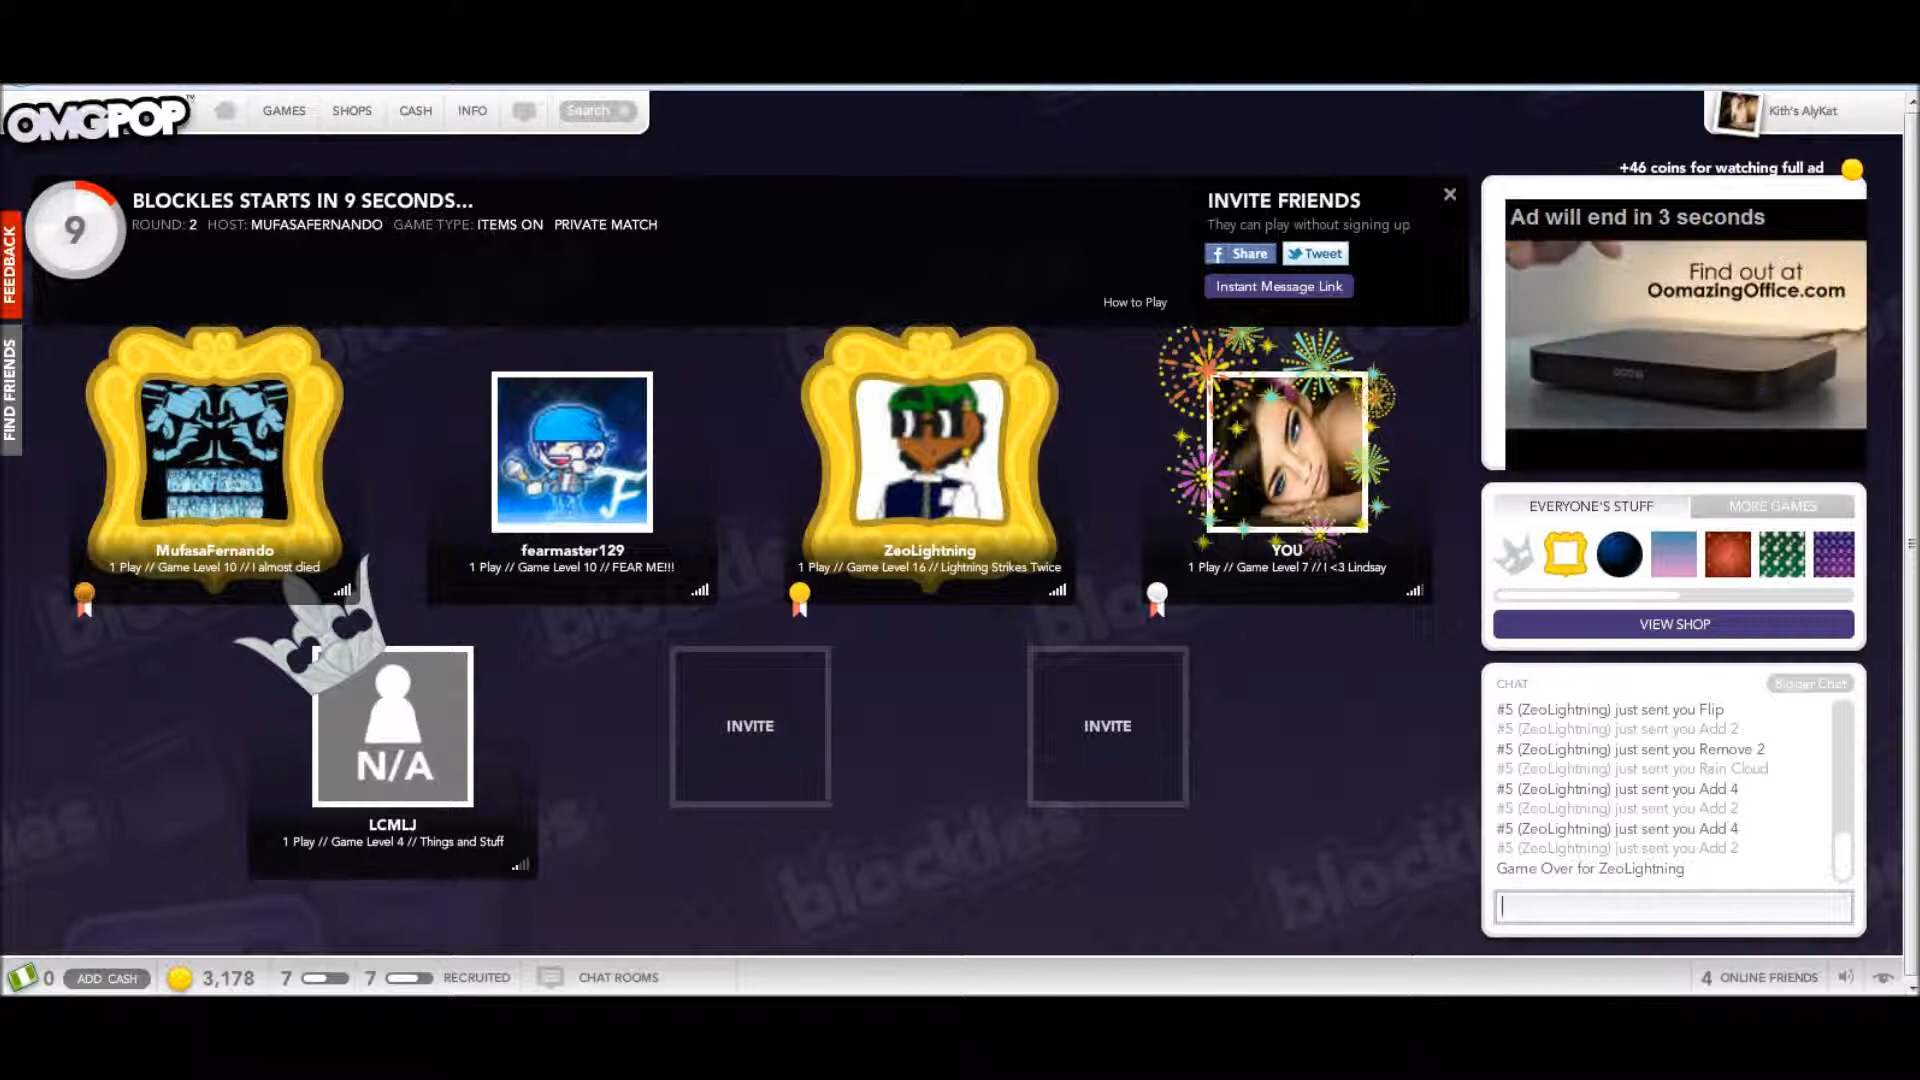 OMGPOP
GAMES
SHOPS
CASH
INFO
Search
Kith's AlyKat
+46 coins for watching full ad
9
BLOCKLES STARTS IN 9 SECONDS...
ROUND: 2 HOST: MUFASAFERNANDO GAME TYPE: ITEMS ON PRIVATE MATCH
How to Play
INVITE FRIENDS
They can play without signing up
Share
Tweet
Instant Message Link
FEEDBACK
FIND FRIENDS
Ad will end in 3 seconds
Find out at
OomazingOffice.com
MufasaFernando
1 Play // Game Level 10 // I almost died
fearmaster129
1 Play // Game Level 10 // FEAR ME!!!
ZeoLightning
1 Play // Game Level 16 // Lightning Strikes Twice
YOU
1 Play // Game Level 7 // I <3 Lindsay
N/A
LCMLJ
1 Play // Game Level 4 // Things and Stuff
INVITE
INVITE
EVERYONE'S STUFF
MORE GAMES
VIEW SHOP
CHAT
Bigger Chat
#5 (ZeoLightning) just sent you Flip
#5 (ZeoLightning) just sent you Add 2
#5 (ZeoLightning) just sent you Remove 2
#5 (ZeoLightning) just sent you Rain Cloud
#5 (ZeoLightning) just sent you Add 4
#5 (ZeoLightning) just sent you Add 2
#5 (ZeoLightning) just sent you Add 4
#5 (ZeoLightning) just sent you Add 2
Game Over for ZeoLightning
blockles
blockles
0
ADD CASH
3,178
7
7
RECRUITED
CHAT ROOMS
4 ONLINE FRIENDS